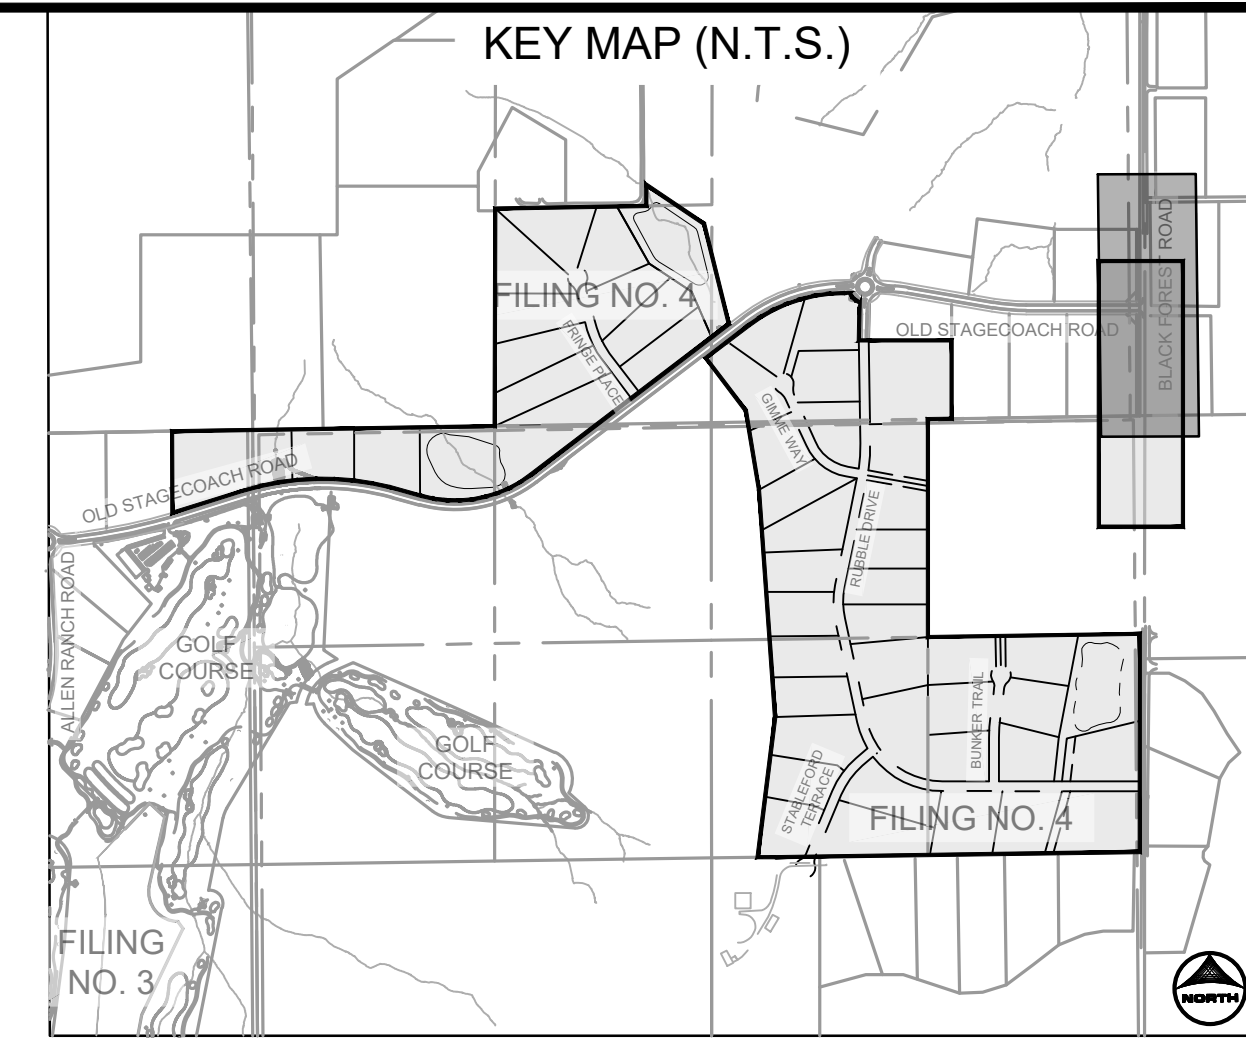 KEY MAP (N.T.S.)
BLACK FOREST ROAD
FILING NO. 4
OLD STAGECOACH ROAD
FRINGE PLACE
GIMME WAY
OLD STAGECOACH ROAD
RUBBLE DRIVE
ALLEN RANCH ROAD
GOLF
COURSE
BUNKER TRAIL
GOLF
COURSE
STABLEFORD
TERRACE
FILING NO. 4
FILING
NO. 3
NORTH